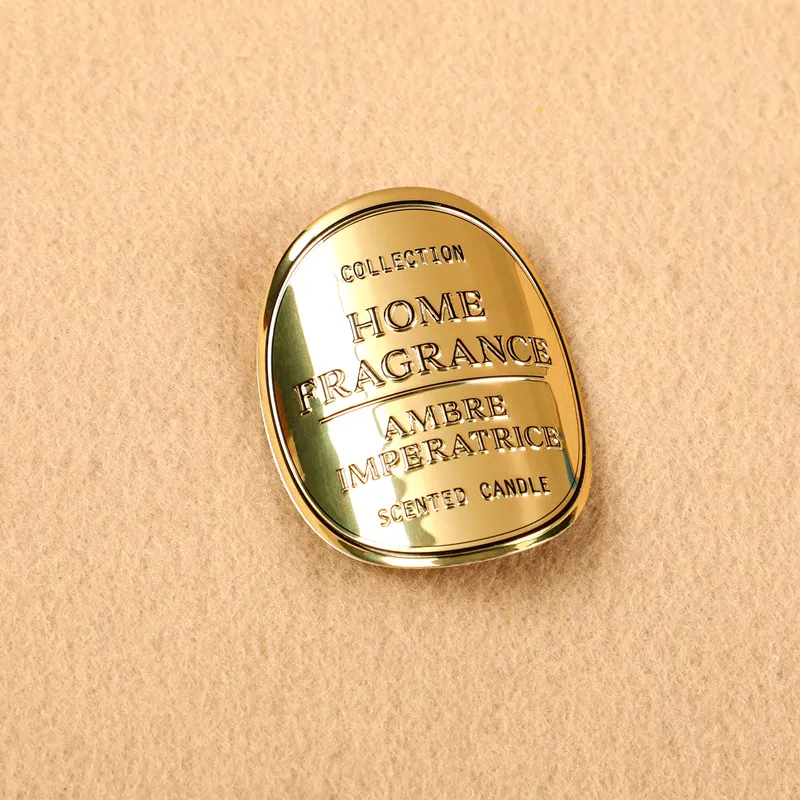 COLLECTION
HOME
FRAGRANCE
AMBRE
IMPERATRICE
SCENTED CANDLE